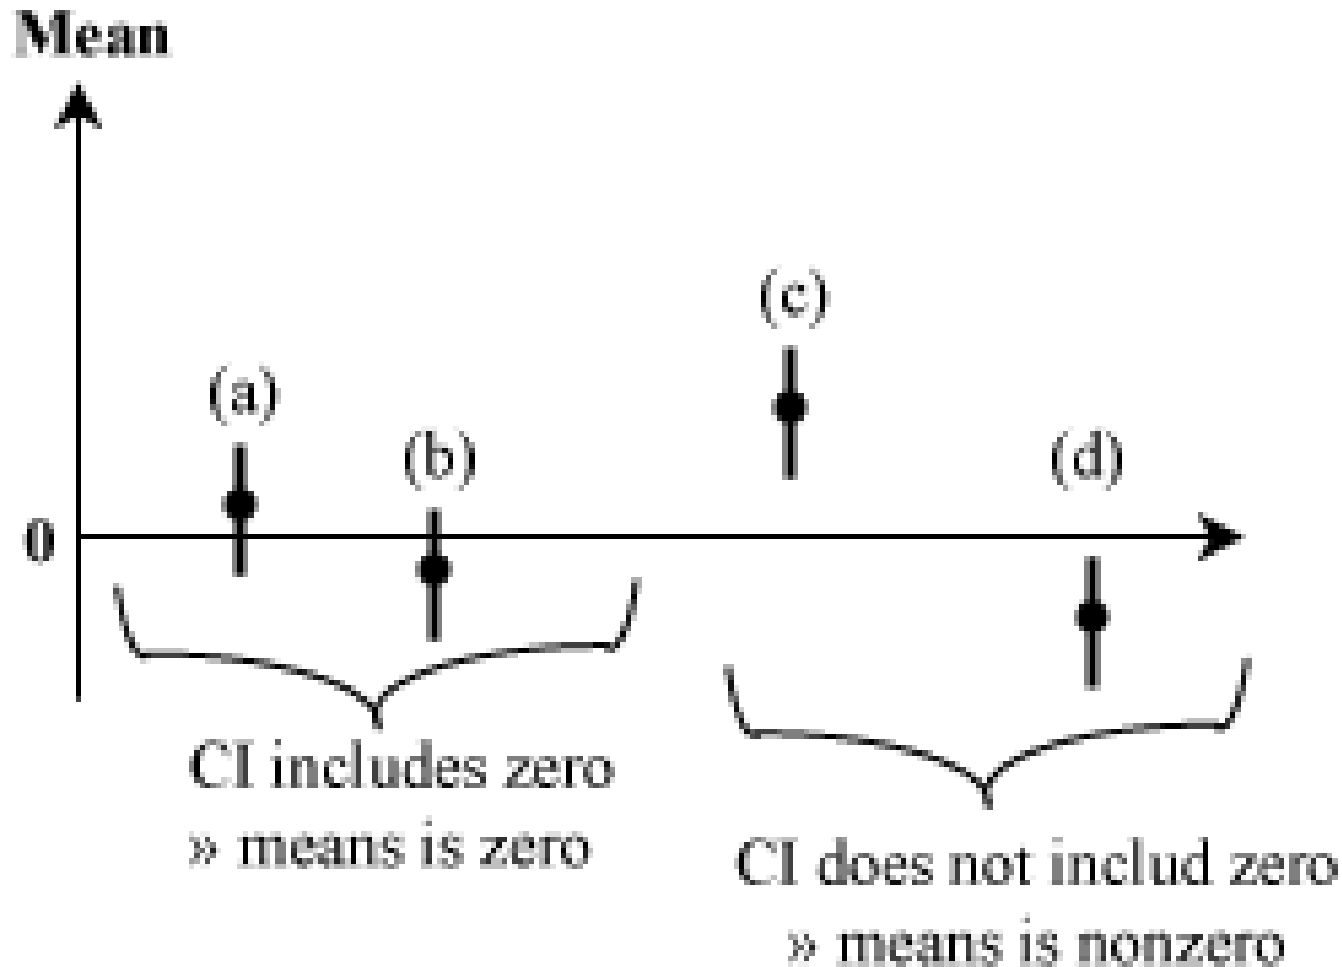 Mean
(c)
(a)
(b)
(d)
0
CI includes zero
» means is zero
CI does not includ zero
» means is nonzero